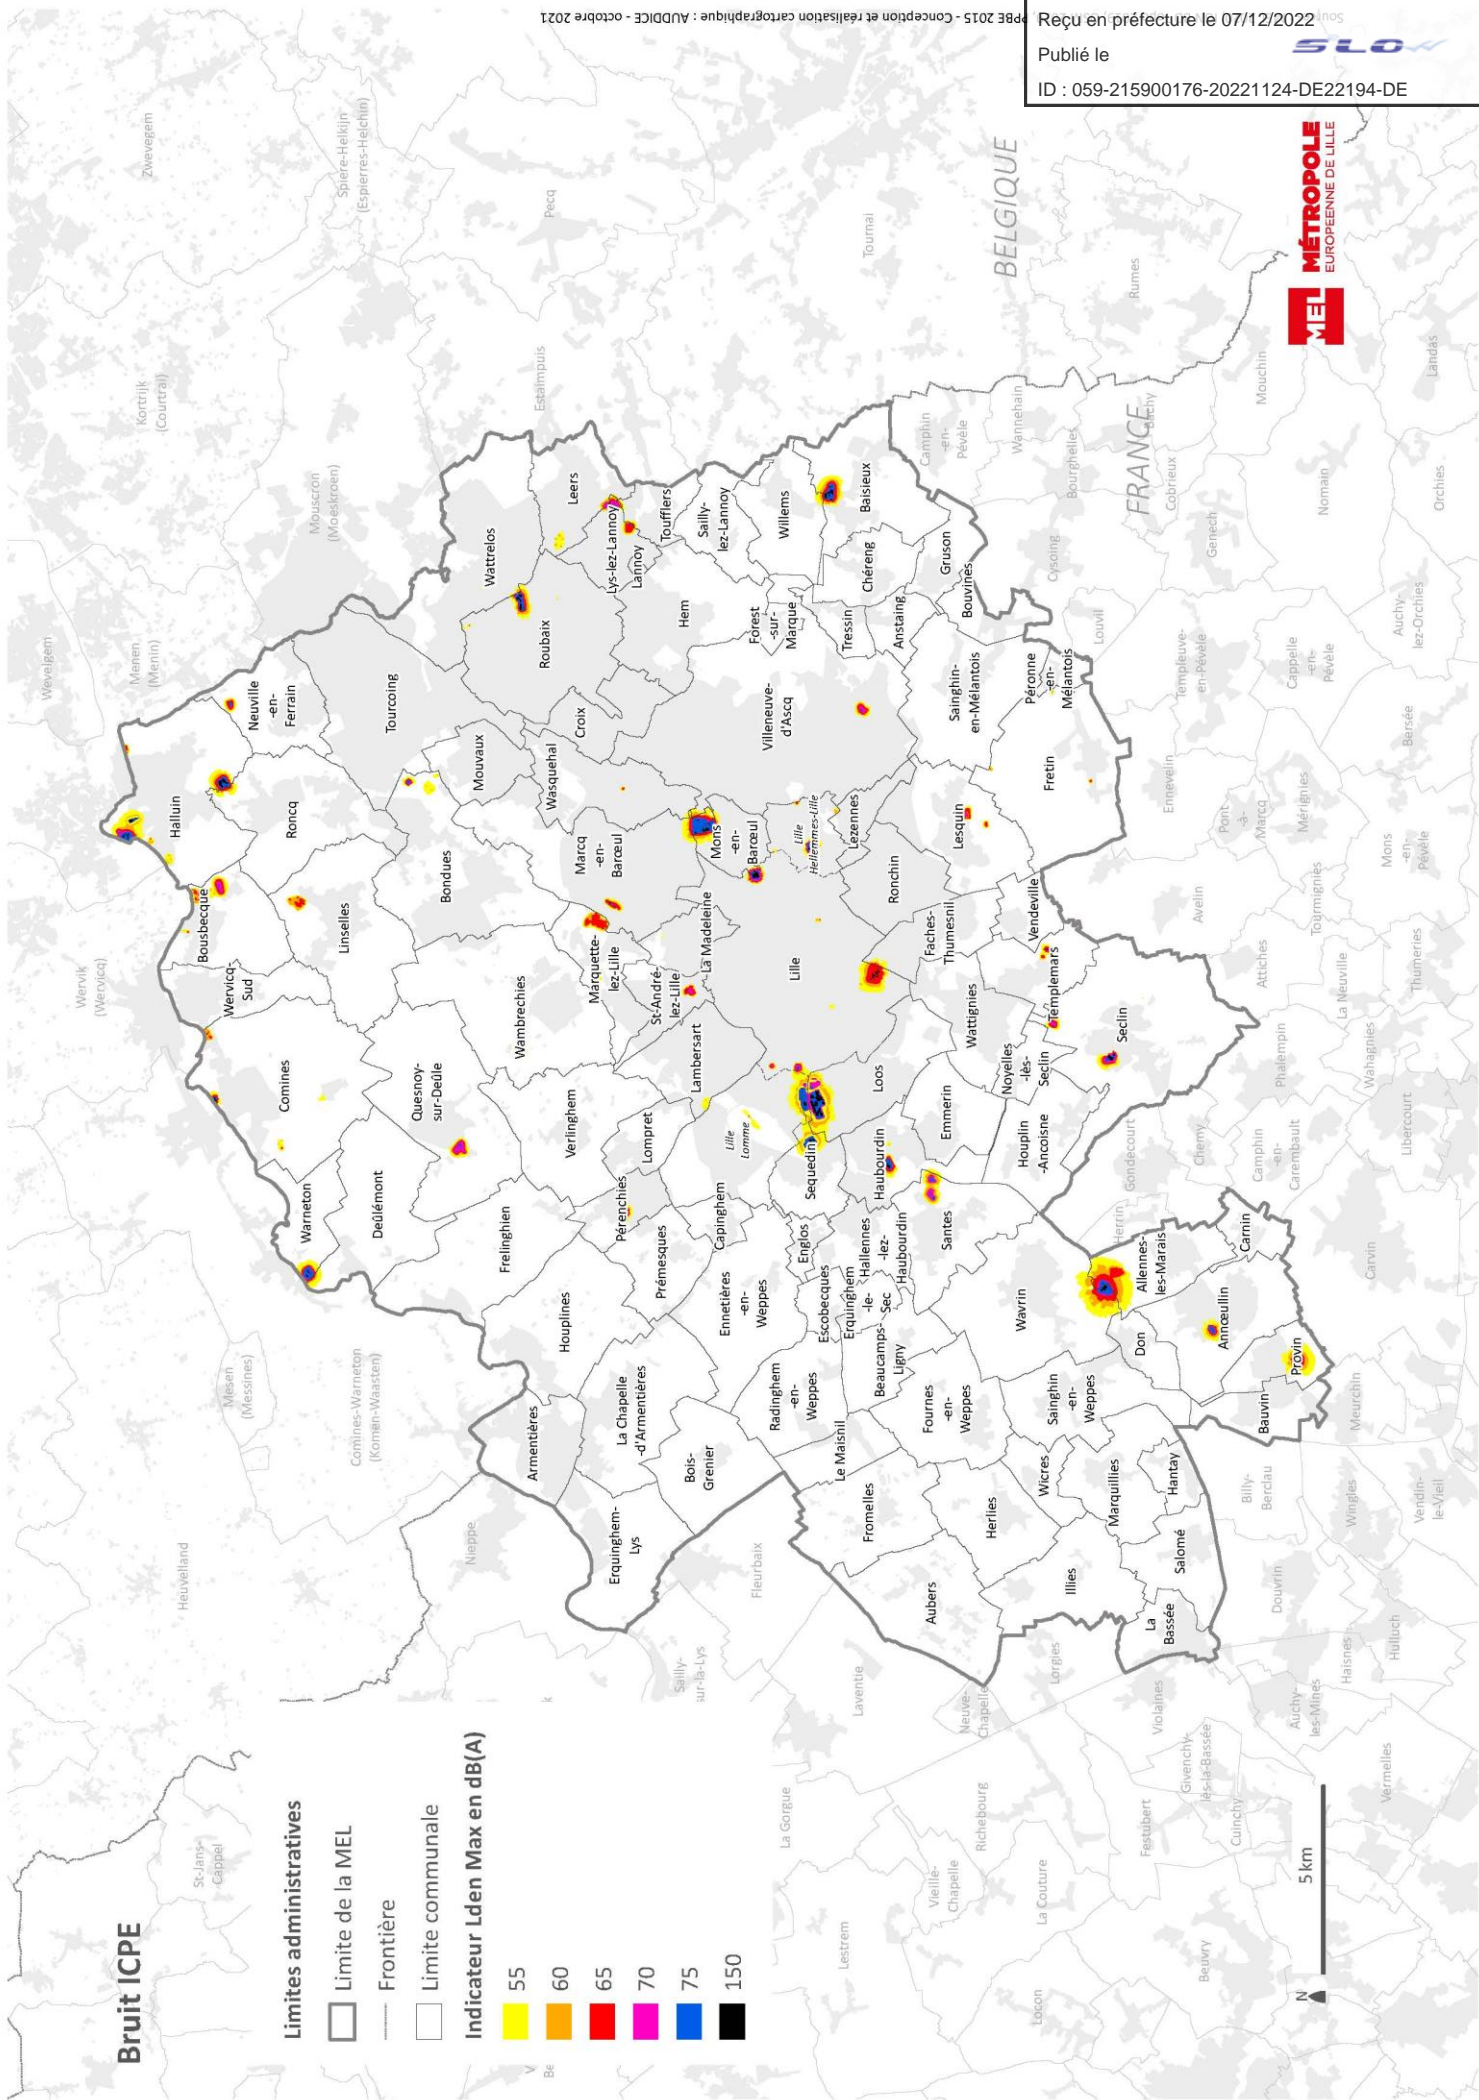 Reçu en préfecture le 07/12/2022
Publié le
SLOW
ID : 059-215900176-20221124-DE22194-DE
PPBE 2015 - Conception et réalisation cartographique : AUDDICE - octobre 2021
MEL
MÉTROPOLE
EUROPEENNE DE LILLE
Bruit ICPE
Limites administratives
Limite de la MEL
Frontière
Limite communale
Indicateur Lden Max en dB(A)
55
60
65
70
75
150
N
5 km
BELGIQUE
FRANCE
Halluin
Neuville
-en-
Ferrain
Roncq
Bousbecque
Linselles
Wervicq-
Sud
Comines
Warneton
Deûlémont
Quesnoy-
sur-Deûle
Tourcoing
Mouvaux
Bondues
Wambrechies
Verlinghem
Frelinghien
Houplines
Armentières
Wattrelos
Roubaix
Leers
Lys-lez-Lannoy
Lannoy
Toufflers
Sailly-
lez-Lannoy
Willems
Baisieux
Chéreng
Gruson
Bouvines
Anstaing
Tressin
Forest
-sur-
Marque
Hem
Croix
Wasquehal
Villeneuve-
d'Ascq
Marcq
-en-
Barœul
Mons
-en-
Barœul
Lille
Hellemmes-Lille
Lezennes
Marquette-
lez-Lille
St-André-
lez-Lille
La Madeleine
Lambersart
Lompret
Pérenchies
Prémesques
Capinghem
Lille
Lomme
Lille
Ronchin
Lesquin
Sainghin-
en-Mélantois
Péronne
-en-
Mélantois
Fretin
Vendeville
Faches-
Thumesnil
Wattignies
Templemars
Seclin
Noyelles
-lès-
Seclin
Houplin
-Ancoisne
Emmerin
Loos
Haubourdin
Sequedin
Englos
Hallennes
-lez-
Haubourdin
Santes
Escobecques
Erquinghem
-le-
Sec
Ennetières
-en-
Weppes
La Chapelle
-d'Armentières
Bois-
Grenier
Erquinghem-
Lys
Radinghem
-en-
Weppes
Beaucamps-
Ligny
Le Maisnil
Fournes
-en-
Weppes
Fromelles
Aubers
Herlies
Wicres
Illies
Marquillies
Hantay
Salomé
La
Bassée
Sainghin
-en-
Weppes
Wavrin
Don
Allennes-
les-Marais
Carnin
Annœullin
Provin
Bauvin
Zwevegem
Spiere-Helkijn
(Espierres-Helchin)
Pecq
Tournai
Rumes
Kortrijk
(Courtrai)
Estaimpuis
Mouscron
(Moeskroen)
Wevelgem
Menen
(Menin)
Wervik
(Wervicq)
Mesen
(Messines)
Comines-Warneton
(Koman-Waasten)
Heuvelland
Nieppe
Fleurbaix
Sailly-
sur-la-Lys
Laventie
Neuve-
Chapelle
Lorgies
Violaines
Givenchy-
lès-la-Bassée
Cuinchy
Festubert
Richebourg
La Gorgue
Vieille-
Chapelle
La Couture
Lestrem
Locon
Beuvry
St-Jans-
Cappel
Vermelles
Auchy-
les-Mines
Haisnes
Hulluch
Douvrin
Billy-
Berclau
Wingles
Vendin-
le-Vieil
Meurchin
Carvin
Libercourt
Camphin
-en-
Carembault
Chemy
Gondecourt
Herrin
Phalempin
Wahagnies
La Neuville
Thumeries
Attiches
Tourmignies
Avelin
Mons
-en-
Pévèle
Mérignies
Pont
-à-
Marcq
Ennevelin
Bersée
Cappelle
-en-
Pévèle
Auchy-
lez-Orchies
Templeuve-
en-Pévèle
Louvil
Cysoing
Genech
Nomain
Orchies
Cobrieux
Bourghelles
Bachy
Mouchin
Landas
Wannehain
Camphin
-en-
Pévèle